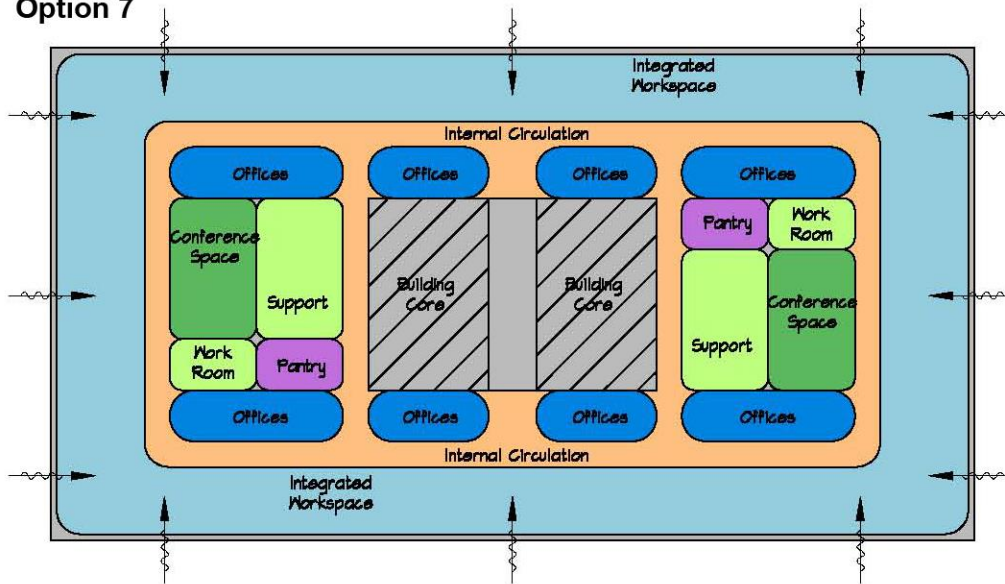 Option 7
Integrated
Workspace
Internal Circulation
Offices
Offices
Offices
Offices
Conference
Space
Support
Work
Room
Pantry
Building
Core
Building
Core
Pantry
Work
Room
Support
Conference
Space
Offices
Offices
Offices
Offices
Internal Circulation
Integrated
Workspace